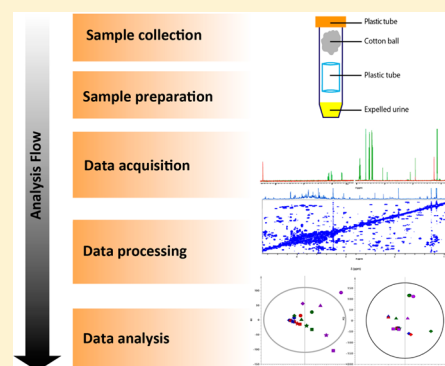 Analysis Flow
Sample collection
Sample preparation
Data acquisition
Data processing
Data analysis
Plastic tube
Cotton ball
Plastic tube
Expelled urine